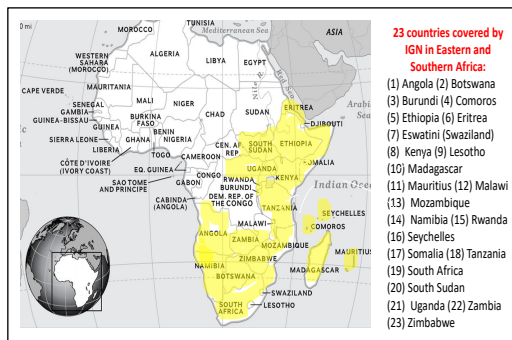 0 mi
MOROCCO
TUNISIA
Mediterranean Sea
ASIA
WESTERN
SAHARA
(MOROCCO)
ALGERIA
LIBYA
EGYPT
Nile R.
Red Sea
Arabian
Sea
CAPE VERDE
MAURITANIA
MALI
NIGER
CHAD
SUDAN
ERITREA
DJIBOUTI
SENEGAL
GAMBIA
GUINEA-BISSAU
GUINEA
BURKINA
FASO
BENIN
NIGERIA
SIERRA LEONE
LIBERIA
GHANA
TOGO
CÔTE D'IVOIRE
(IVORY COAST)
CAMEROON
CEN. AF.
REP.
SOUTH
SUDAN
ETHIOPIA
SOMALIA
EQ. GUINEA
SAO TOME
AND PRINCIPE
GABON
CONGO
UGANDA
KENYA
RWANDA
BURUNDI
DEM. REP. OF
THE CONGO
CABINDA
(ANGOLA)
TANZANIA
Indian Ocean
SEYCHELLES
COMOROS
MALAWI
ANGOLA
ZAMBIA
MOZAMBIQUE
ZIMBABWE
MAURITIUS
MADAGASCAR
NAMIBIA
BOTSWANA
SWAZILAND
LESOTHO
SOUTH
AFRICA
23 countries covered by
IGN in Eastern and
Southern Africa:
(1) Angola (2) Botswana
(3) Burundi (4) Comoros
(5) Ethiopia (6) Eritrea
(7) Eswatini (Swaziland)
(8) Kenya (9) Lesotho
(10) Madagascar
(11) Mauritius (12) Malawi
(13) Mozambique
(14) Namibia (15) Rwanda
(16) Seychelles
(17) Somalia (18) Tanzania
(19) South Africa
(20) South Sudan
(21) Uganda (22) Zambia
(23) Zimbabwe